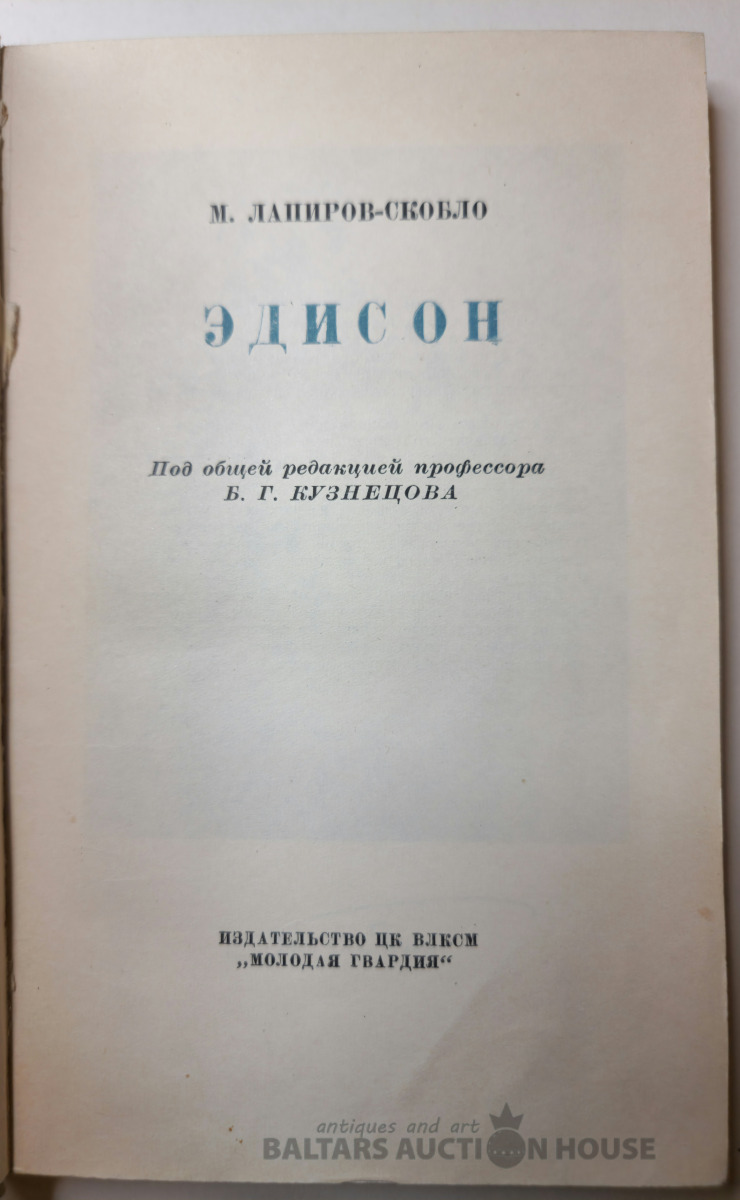 М. ЛАПИРОВ-СКОБЛО
ЭДИСОН
Под общей редакцией профессора
Б. Г. КУЗНЕЦОВА
ИЗДАТЕЛЬСТВО ЦК ВЛКСМ
„МОЛОДАЯ ГВАРДИЯ“
antiques and art
BALTARS AUCTION HOUSE